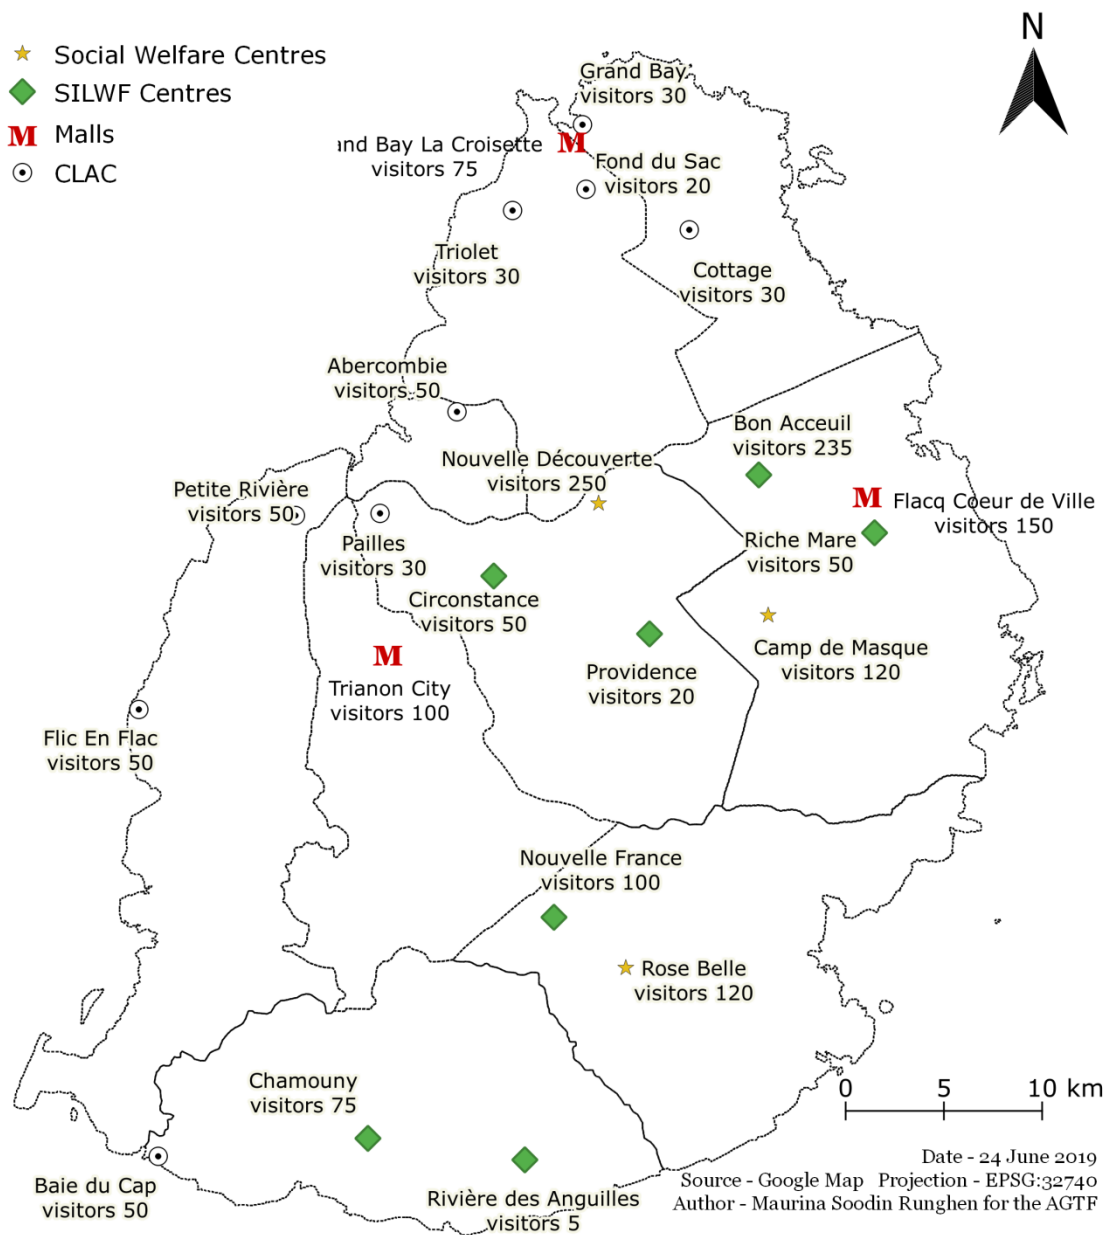 N
Social Welfare Centres
SILWF Centres
M Malls
CLAC
Grand Bay
visitors 30
M
and Bay La Croisette
visitors 75
Fond du Sac
visitors 20
Triolet
visitors 30
Cottage
visitors 30
Abercombie
visitors 50
Bon Acceuil
visitors 235
Nouvelle Découverte
visitors 250
Petite Rivière
visitors 50
M
Flacq Coeur de Ville
visitors 150
Pailles
visitors 30
Riche Mare
visitors 50
Circonstance
visitors 50
Camp de Masque
visitors 120
M
Trianon City
visitors 100
Providence
visitors 20
Flic En Flac
visitors 50
Nouvelle France
visitors 100
Rose Belle
visitors 120
Chamouny
visitors 75
0 5 10 km
Baie du Cap
visitors 50
Rivière des Anguilles
visitors 5
Date - 24 June 2019
Source - Google Map Projection - EPSG:32740
Author - Maurina Soodin Runghen for the AGTF